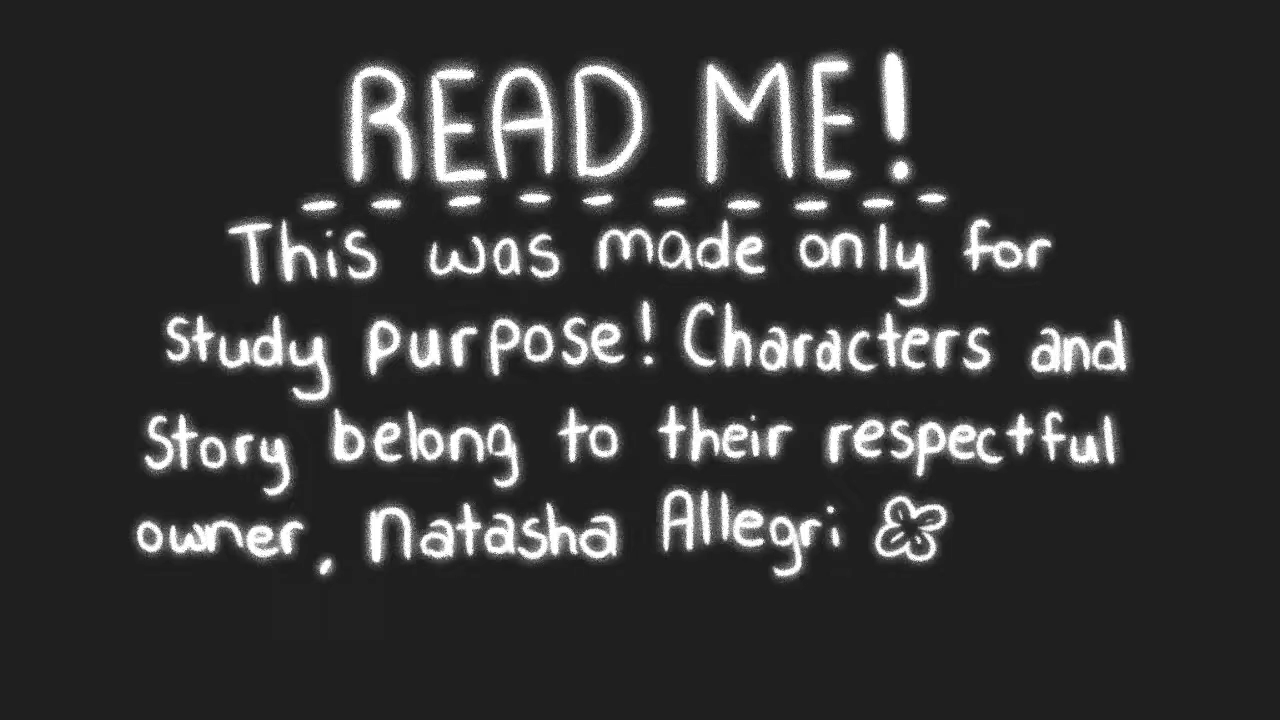 READ ME!
This was made only for
study purpose! Characters and
Story belong to their respectful
owner, Natasha Allegri